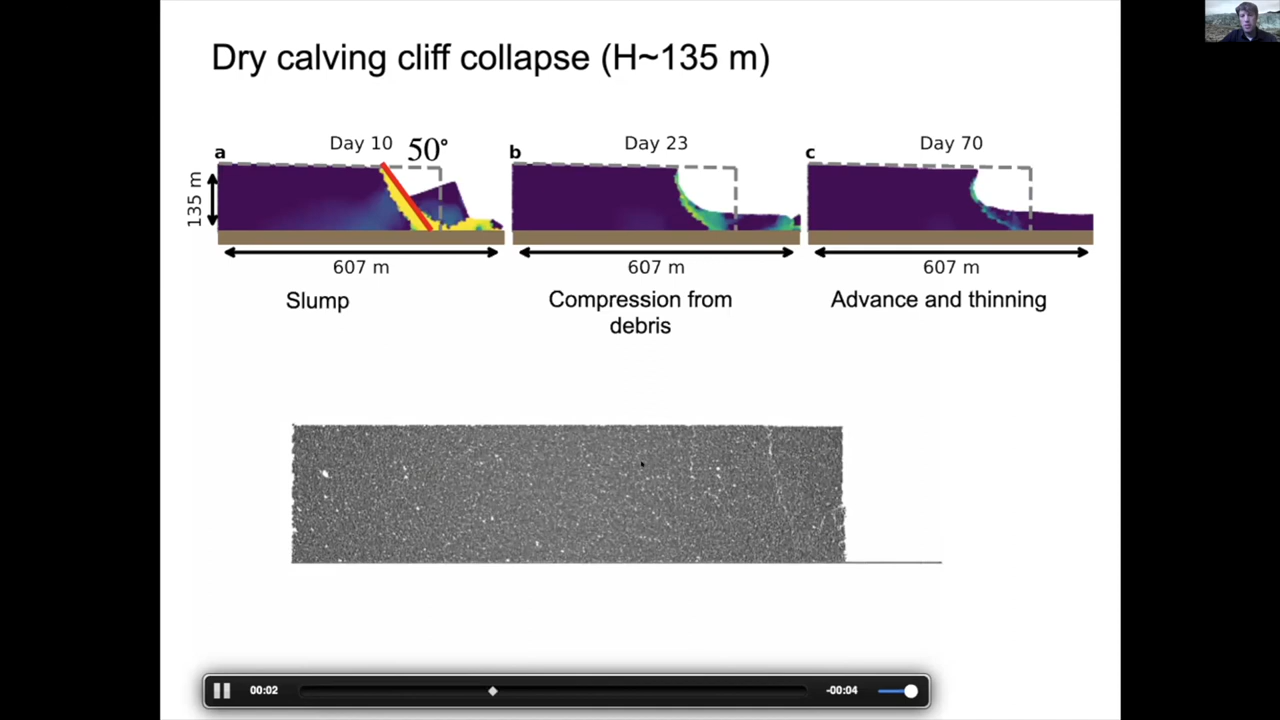 Dry calving cliff collapse (H~135 m)
a
Day 10
50°
b
Day 23
c
Day 70
135 m
607 m
607 m
607 m
Slump
Compression from
debris
Advance and thinning
00:02
-00:04